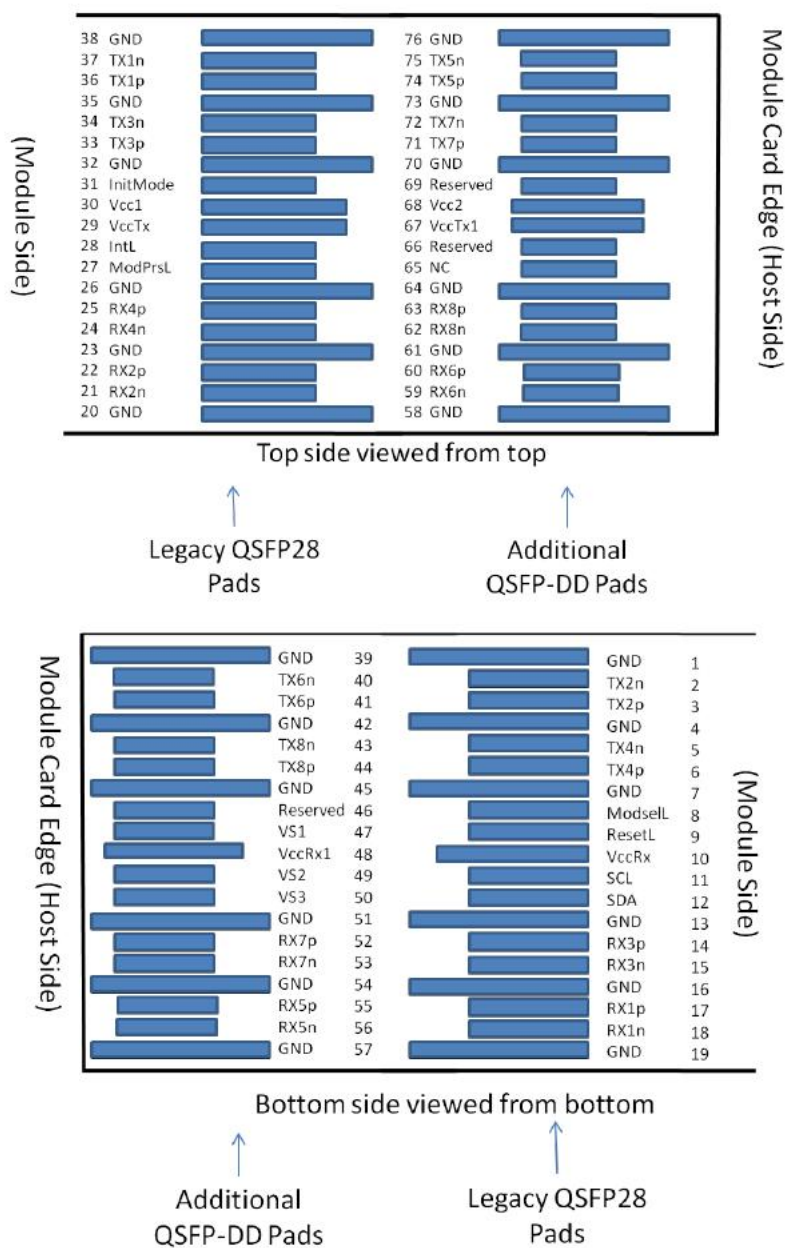 38 GND 76 GND
37 TX1n 75 TX5n
36 TX1p 74 TX5p
35 GND 73 GND
34 TX3n 72 TX7n
33 TX3p 71 TX7p
32 GND 70 GND
31 InitMode 69 Reserved
30 Vcc1 68 Vcc2
29 VccTx 67 VccTx1
28 IntL 66 Reserved
27 ModPrsL 65 NC
26 GND 64 GND
25 RX4p 63 RX8p
24 RX4n 62 RX8n
23 GND 61 GND
22 RX2p 60 RX6p
21 RX2n 59 RX6n
20 GND 58 GND
(Module Side)
Module Card Edge (Host Side)
Top side viewed from top
Legacy QSFP28
Pads
Additional
QSFP-DD Pads
Module Card Edge (Host Side)
GND 39 GND 1
TX6n 40 TX2n 2
TX6p 41 TX2p 3
GND 42 GND 4
TX8n 43 TX4n 5
TX8p 44 TX4p 6
GND 45 GND 7
Reserved 46 ModselL 8
VS1 47 ResetL 9
VccRx1 48 VccRx 10
VS2 49 SCL 11
VS3 50 SDA 12
GND 51 GND 13
RX7p 52 RX3p 14
RX7n 53 RX3n 15
GND 54 GND 16
RX5p 55 RX1p 17
RX5n 56 RX1n 18
GND 57 GND 19
(Module Side)
Bottom side viewed from bottom
Additional
QSFP-DD Pads
Legacy QSFP28
Pads